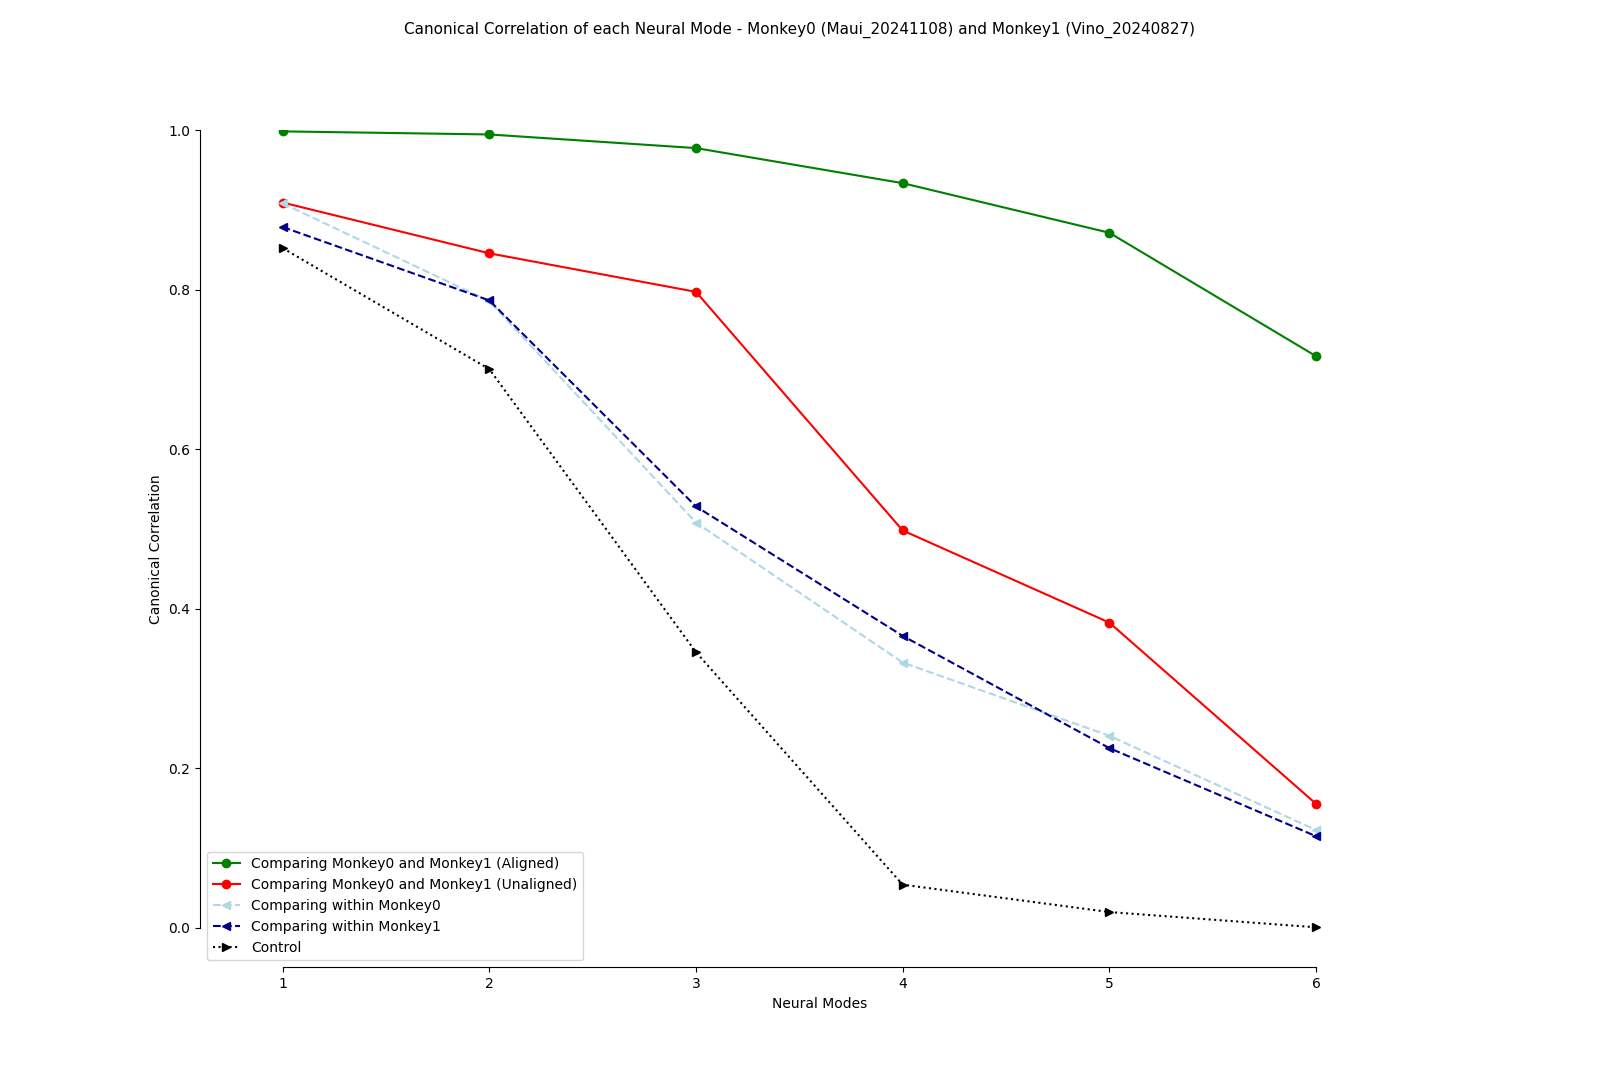 Canonical Correlation of each Neural Mode - Monkey0 (Maui_20241108) and Monkey1 (Vino_20240827)
1.0
0.8
0.6
0.4
0.2
0.0
Canonical Correlation
Comparing Monkey0 and Monkey1 (Aligned)
Comparing Monkey0 and Monkey1 (Unaligned)
Comparing within Monkey0
Comparing within Monkey1
Control
1 2 3 4 5 6
Neural Modes